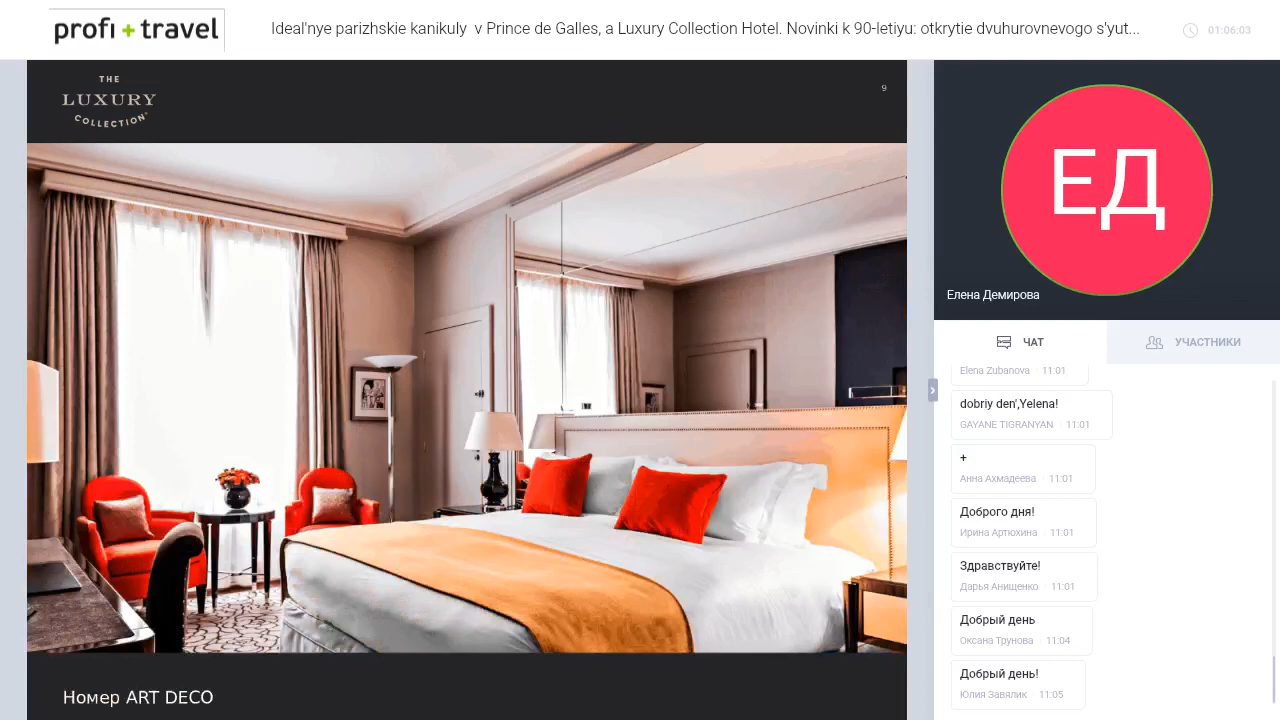 profi + travel
Ideal'nye parizhskie kanikuly v Prince de Galles, a Luxury Collection Hotel. Novinki k 90-letiyu: otkrytie dvuhurovnevogo s'yut...
01:06:03
THE
LUXURY
COLLECTION
9
Номер ART DECO
ЕД
Елена Демирова
ЧАТ
УЧАСТНИКИ
Elena Zubanova · 11:01
dobriy den',Yelena!
GAYANE TIGRANYAN · 11:01
+
Анна Ахмадеева · 11:01
Доброго дня!
Ирина Артюхина · 11:01
Здравствуйте!
Дарья Анищенко · 11:01
Добрый день
Оксана Трунова · 11:04
Добрый день!
Юлия Завялик · 11:05